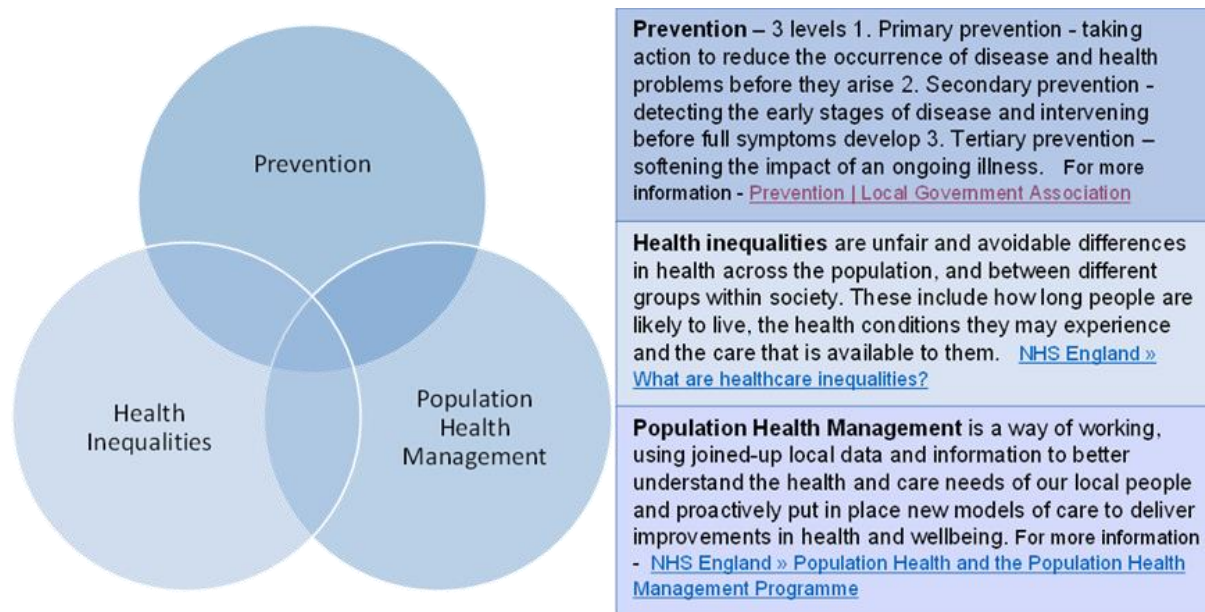 Prevention
Health
Inequalities
Population
Health
Management
Prevention – 3 levels 1. Primary prevention - taking
action to reduce the occurrence of disease and health
problems before they arise 2. Secondary prevention -
detecting the early stages of disease and intervening
before full symptoms develop 3. Tertiary prevention –
softening the impact of an ongoing illness. For more
information - Prevention | Local Government Association
Health inequalities are unfair and avoidable differences
in health across the population, and between different
groups within society. These include how long people are
likely to live, the health conditions they may experience
and the care that is available to them. NHS England »
What are healthcare inequalities?
Population Health Management is a way of working,
using joined-up local data and information to better
understand the health and care needs of our local people
and proactively put in place new models of care to deliver
improvements in health and wellbeing. For more information
- NHS England » Population Health and the Population Health
Management Programme